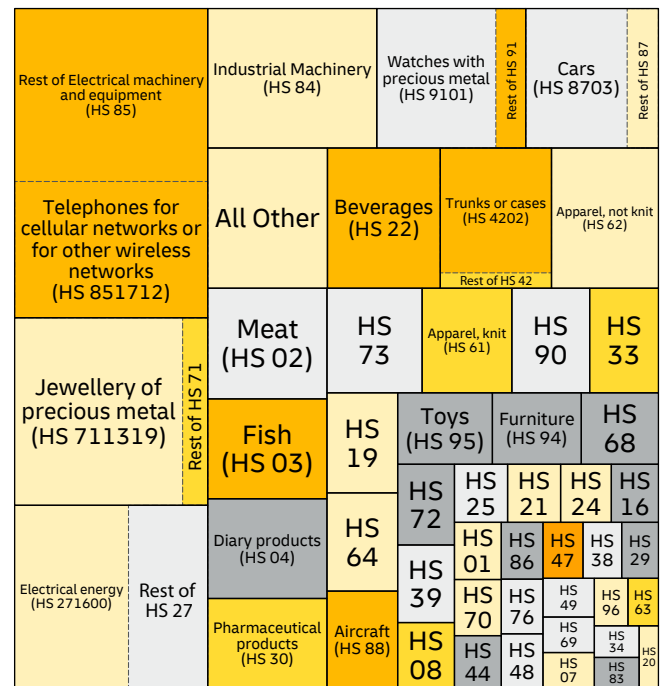 Rest of Electrical machinery
and equipment
(HS 85)
Telephones for
cellular networks or
for other wireless
networks
(HS 851712)
Jewellery of
precious metal
(HS 711319)
Rest of HS 71
Electrical energy
(HS 271600)
Rest of
HS 27
Industrial Machinery
(HS 84)
Watches with
precious metal
(HS 9101)
Rest of HS 91
Cars
(HS 8703)
Rest of HS 87
All Other
Beverages
(HS 22)
Trunks or cases
(HS 4202)
Rest of HS 42
Apparel, not knit
(HS 62)
Meat
(HS 02)
HS
73
Apparel, knit
(HS 61)
HS
90
HS
33
Fish
(HS 03)
HS
19
Toys
(HS 95)
Furniture
(HS 94)
HS
68
Diary products
(HS 04)
HS
64
HS
72
HS
25
HS
21
HS
24
HS
16
HS
39
HS
01
HS
86
HS
47
HS
38
HS
29
Pharmaceutical
products
(HS 30)
Aircraft
(HS 88)
HS
08
HS
70
HS
76
HS
49
HS
96
HS
63
HS
44
HS
48
HS
69
HS
07
HS
34
HS
83
HS
20